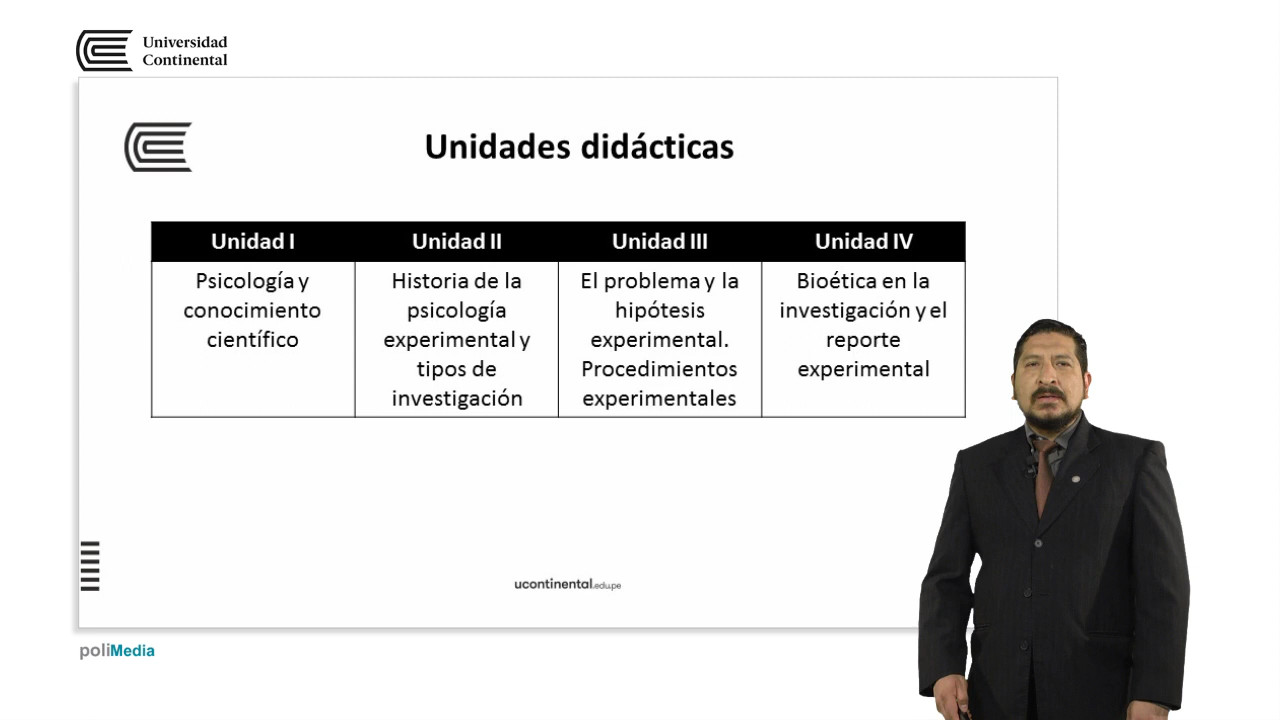 Universidad
Continental
Unidades didácticas
Unidad I
Unidad II
Unidad III
Unidad IV
Psicología y
conocimiento
científico
Historia de la
psicología
experimental y
tipos de
investigación
El problema y la
hipótesis
experimental.
Procedimientos
experimentales
Bioética en la
investigación y el
reporte
experimental
ucontinental.edu.pe
poliMedia